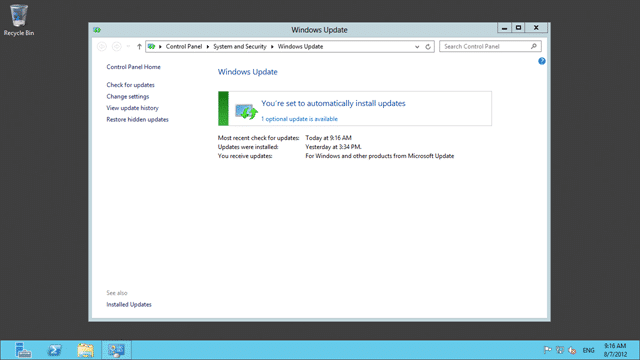 Recycle Bin
Windows Update
Control Panel
System and Security
Windows Update
Search Control Panel
Control Panel Home
Check for updates
Change settings
View update history
Restore hidden updates
Windows Update
You're set to automatically install updates
1 optional update is available
Most recent check for updates: Today at 9:16 AM
Updates were installed: Yesterday at 3:34 PM.
You receive updates: For Windows and other products from Microsoft Update
See also
Installed Updates
ENG
9:16 AM
8/7/2012